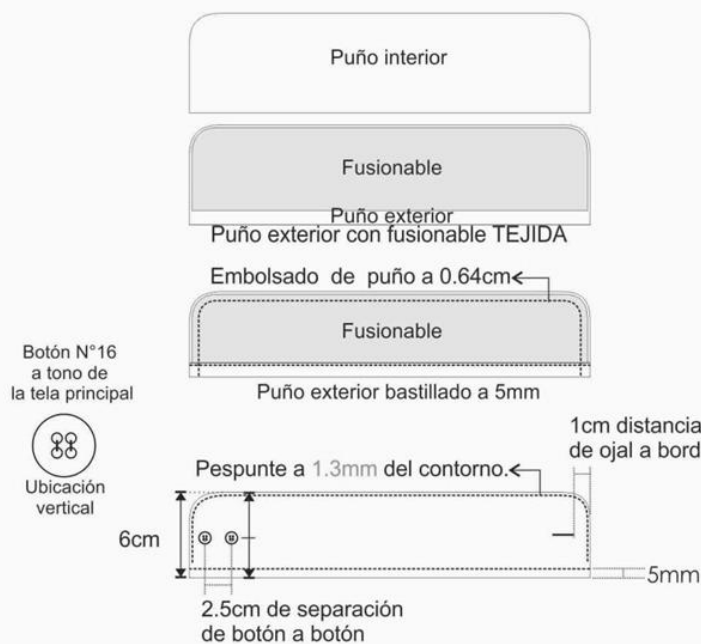 Puño interior
Fusionable
Puño exterior
Puño exterior con fusionable TEJIDA
Embolsado de puño a 0.64cm
Fusionable
Botón N°16
a tono de
la tela principal
Puño exterior bastillado a 5mm
1cm distancia
de ojal a bord
Pespunte a 1.3mm del contorno.
Ubicación
vertical
6cm
5mm
2.5cm de separación
de botón a botón